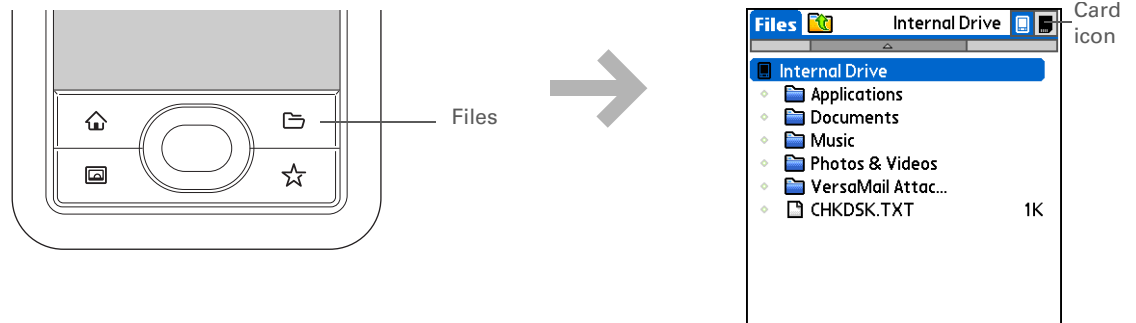 Files
Files Internal Drive
Card
icon
Internal Drive
Applications
Documents
Music
Photos & Videos
VersaMail Attac...
CHKDSK.TXT 1K